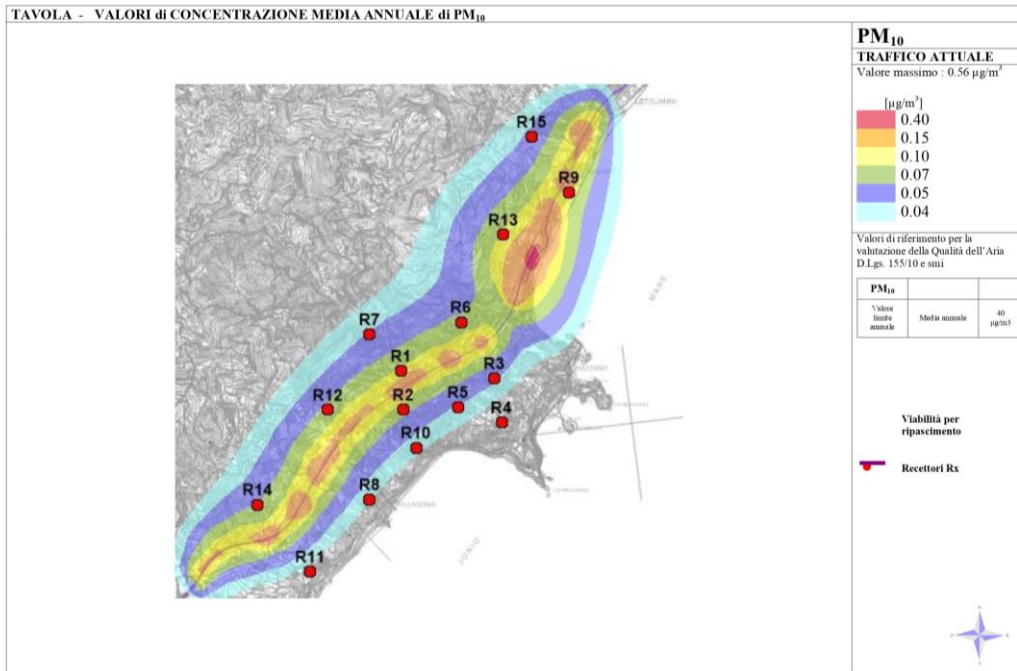 TAVOLA - VALORI di CONCENTRAZIONE MEDIA ANNUALE di PM₁₀
PM₁₀
TRAFFICO ATTUALE
Valore massimo : 0.56 µg/m³
[µg/m³]
0.40
0.15
0.10
0.07
0.05
0.04
Valori di riferimento per la
valutazione della Qualità dell'Aria
D.Lgs. 155/10 e smi
PM₁₀
Valore
limite
annuale
Media annuale
40
µg/m3
Viabilità per
ripascimento
Recettori Rx
LETOJANNI
R15
R9
R13
MARE
R6
R7
R1
R3
R12
R2
R5
R4
R10
R14
R8
JONIO
R11